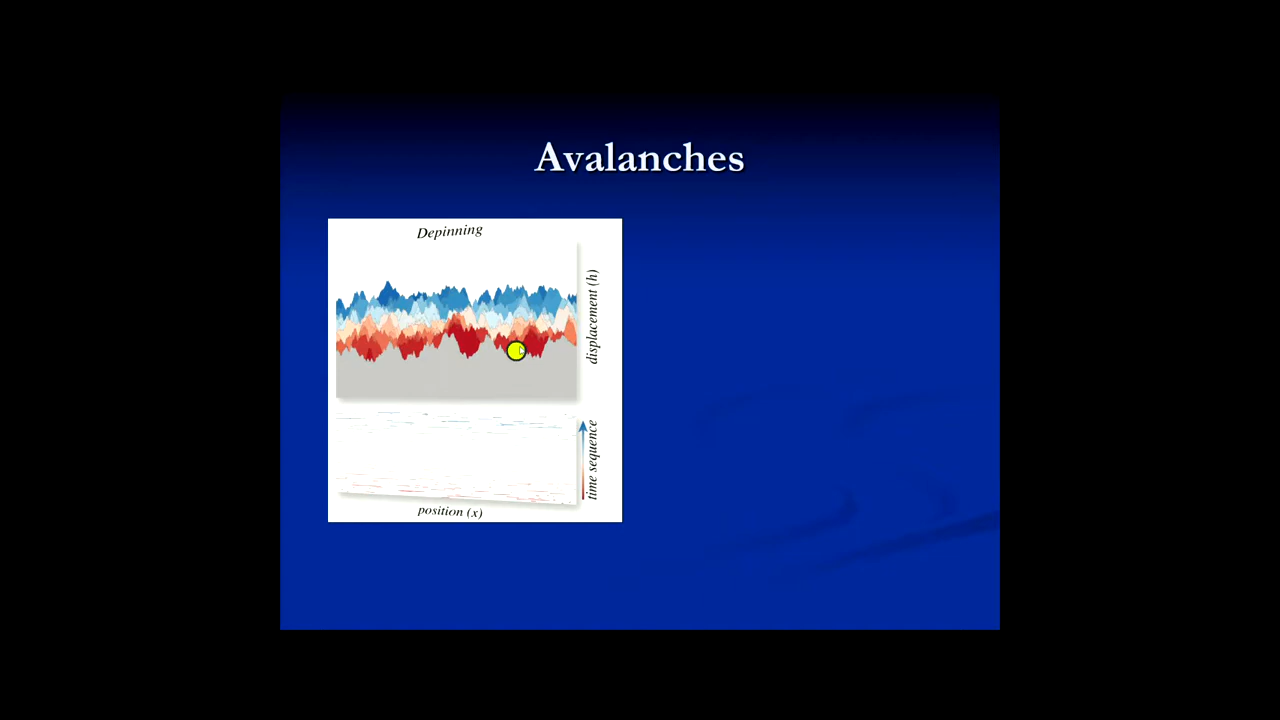 Avalanches
Depinning
displacement (h)
time sequence
position (x)